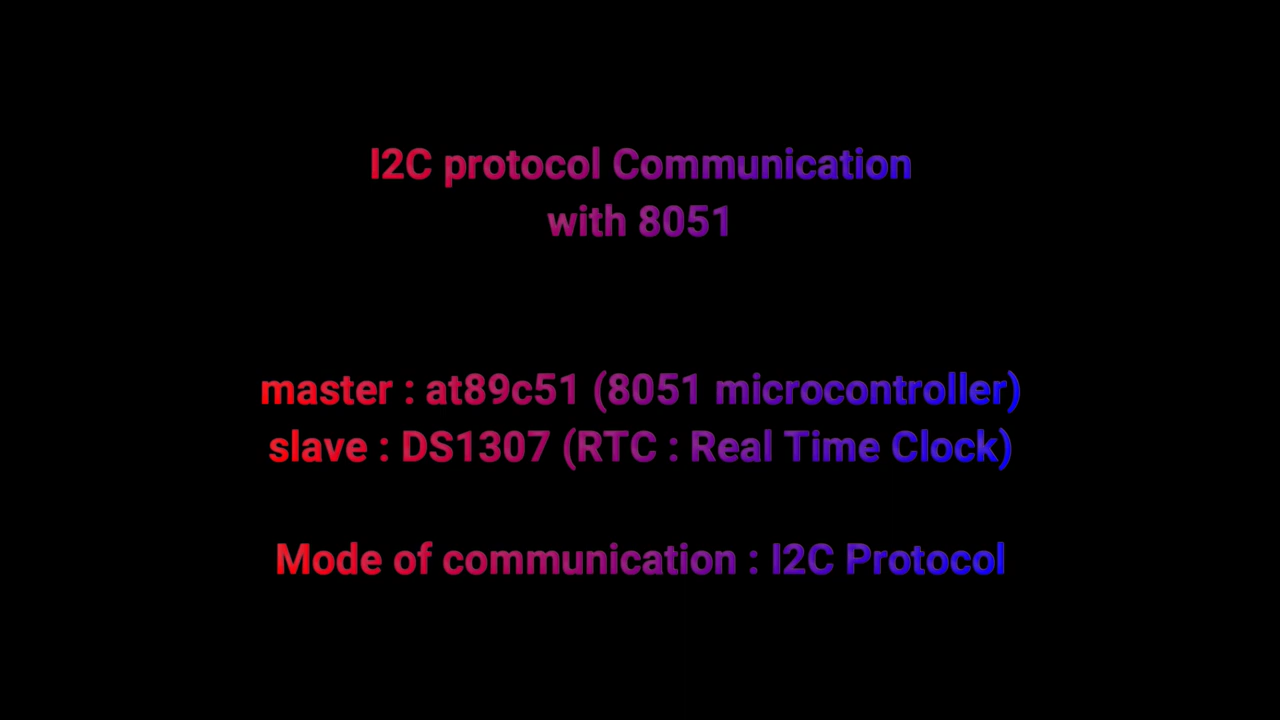 I2C protocol Communication
with 8051
master : at89c51 (8051 microcontroller)
slave : DS1307 (RTC : Real Time Clock)
Mode of communication : I2C Protocol